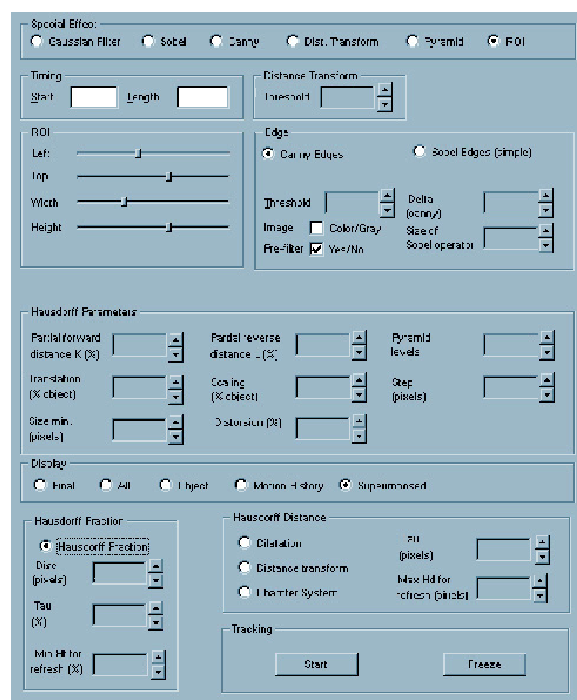 Special Effect
Gaussian Filter Sobel Canny Dist. Transform Pyramid ROI
Timing
Start Length
Distance Transform
Threshold
ROI
Left
Top
Width
Height
Edge
Canny Edges Sobel Edges (simple)
Threshold
Delta
(canny)
Image Color/Gray
Pre-filter Yes/No
Size of
Sobel operator
Hausdorff Parameters
Partial forward
distance K (%)
Partial reverse
distance L (%)
Pyramid
levels
Translation
(% object)
Scaling
(% object)
Step
(pixels)
Size min.
(pixels)
Distorsion (%)
Display
Final All Object Motion History Superimposed
Hausdorff Fraction
Hausdorff Fraction
Disc
(pixels)
Tau
(%)
Min Hf for
refresh (%)
Hausdorff Distance
Dilatation
Distance transform
Chamfer System
Tau
(pixels)
Max Hd for
refresh (pixels)
Tracking
Start Freeze